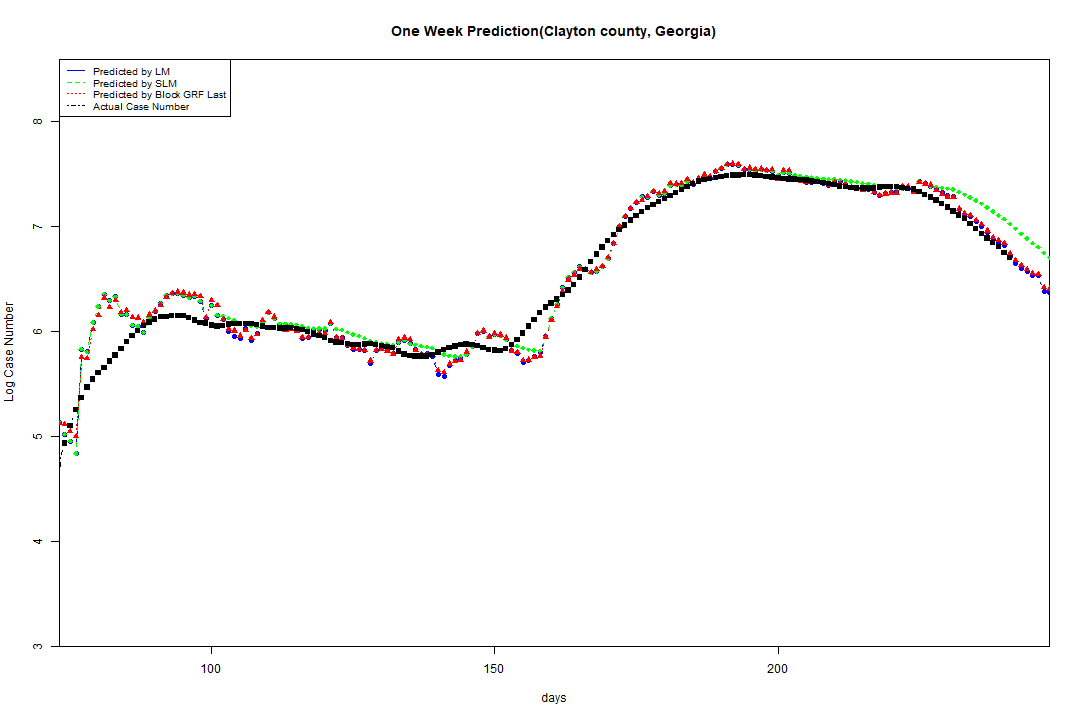 One Week Prediction(Clayton county, Georgia)
Predicted by LM
Predicted by SLM
Predicted by Block GRF Last
Actual Case Number
8
7
6
5
4
3
Log Case Number
100
150
200
days